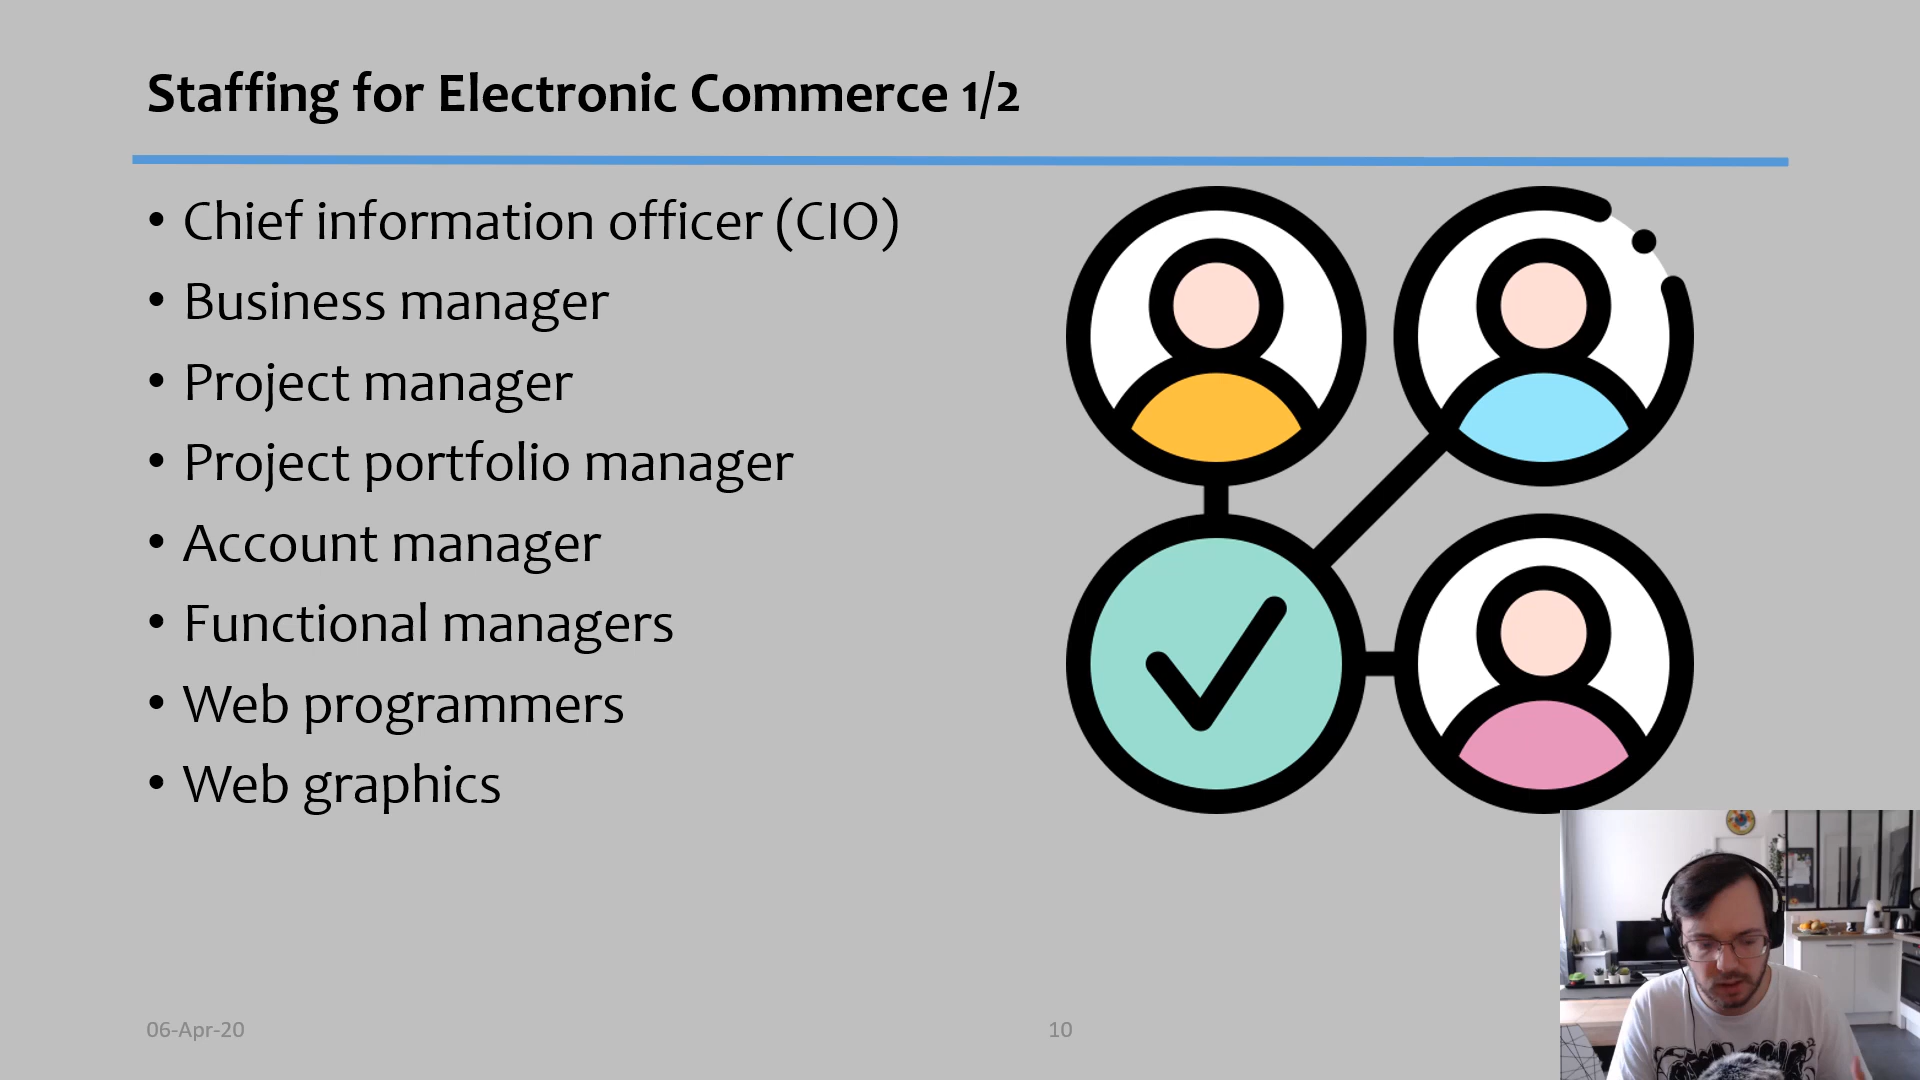 Staffing for Electronic Commerce 1/2
• Chief information officer (CIO)
• Business manager
• Project manager
• Project portfolio manager
• Account manager
• Functional managers
• Web programmers
• Web graphics
06-Apr-20
10